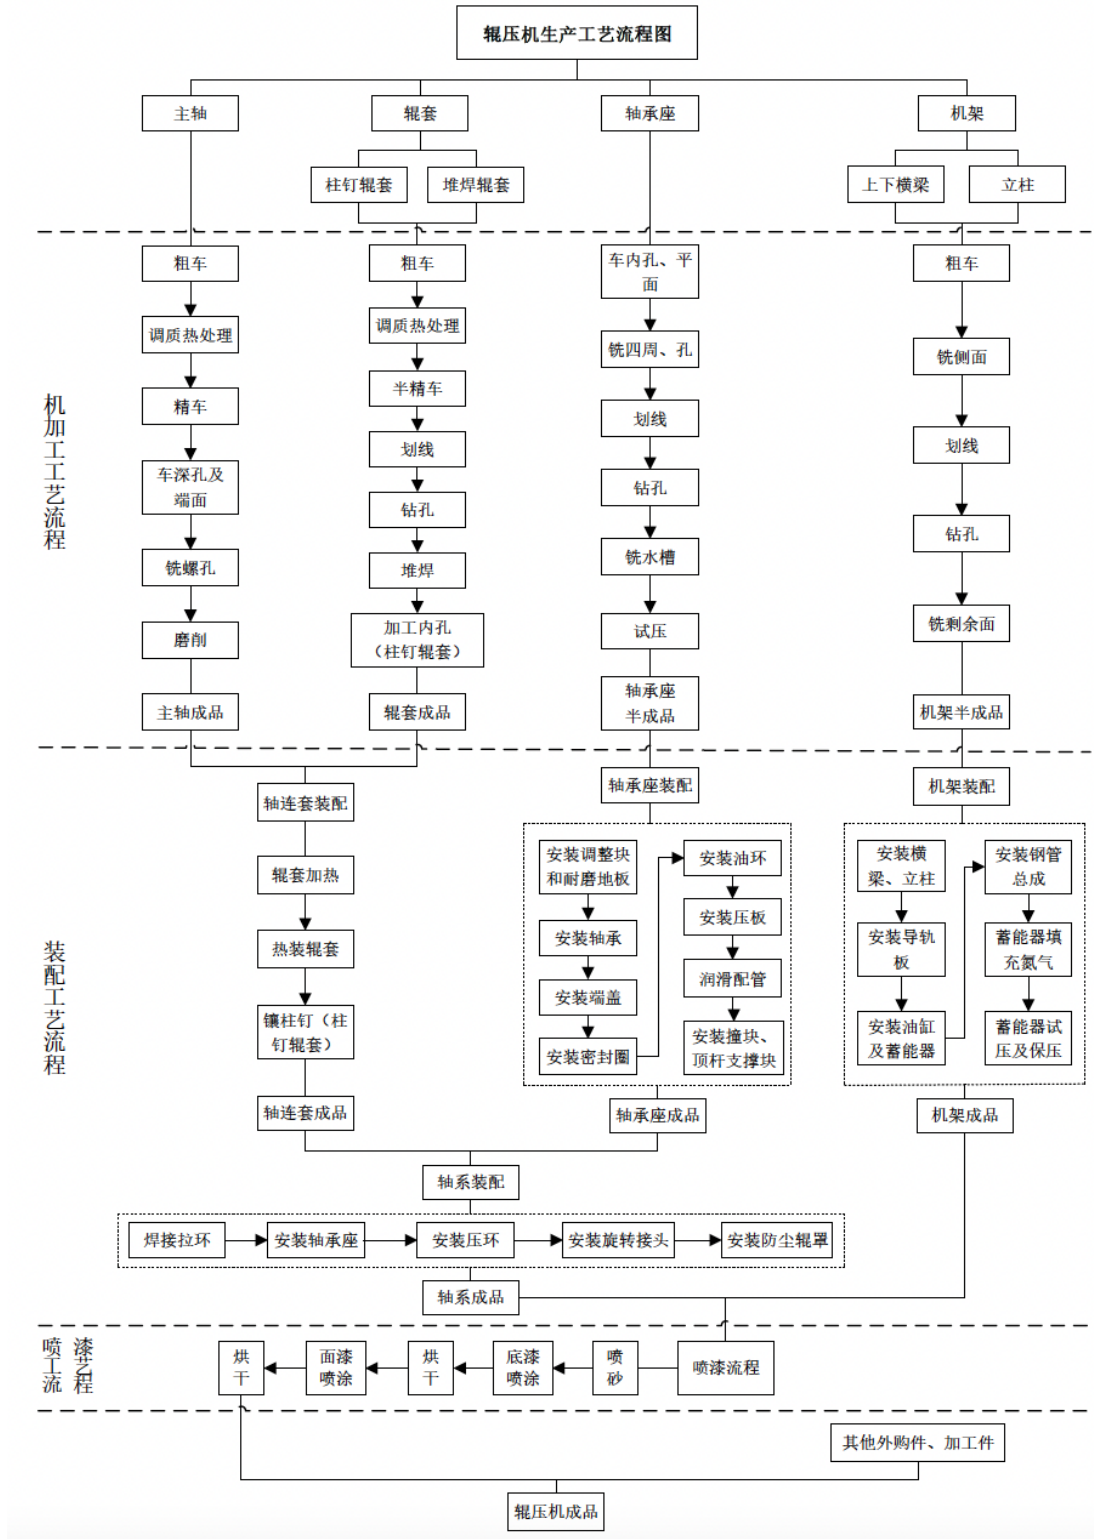 辊压机生产工艺流程图
主轴
辊套
轴承座
机架
柱钉辊套
堆焊辊套
上下横梁
立柱
机加工工艺流程
粗车
调质热处理
精车
车深孔及
端面
铣螺孔
磨削
主轴成品
粗车
调质热处理
半精车
划线
钻孔
堆焊
加工内孔
（柱钉辊套）
辊套成品
车内孔、平
面
铣四周、孔
划线
钻孔
铣水槽
试压
轴承座
半成品
粗车
铣侧面
划线
钻孔
铣剩余面
机架半成品
装配工艺流程
轴连套装配
辊套加热
热装辊套
镶柱钉（柱
钉辊套）
轴连套成品
轴承座装配
安装调整块
和耐磨地板
安装轴承
安装端盖
安装密封圈
安装油环
安装压板
润滑配管
安装撞块、
顶杆支撑块
轴承座成品
机架装配
安装横
梁、立柱
安装导轨
板
安装油缸
及蓄能器
安装钢管
总成
蓄能器填
充氮气
蓄能器试
压及保压
机架成品
轴系装配
焊接拉环
安装轴承座
安装压环
安装旋转接头
安装防尘辊罩
轴系成品
喷漆
工艺
流程
喷漆流程
喷
砂
底漆
喷涂
烘
干
面漆
喷涂
烘
干
其他外购件、加工件
辊压机成品